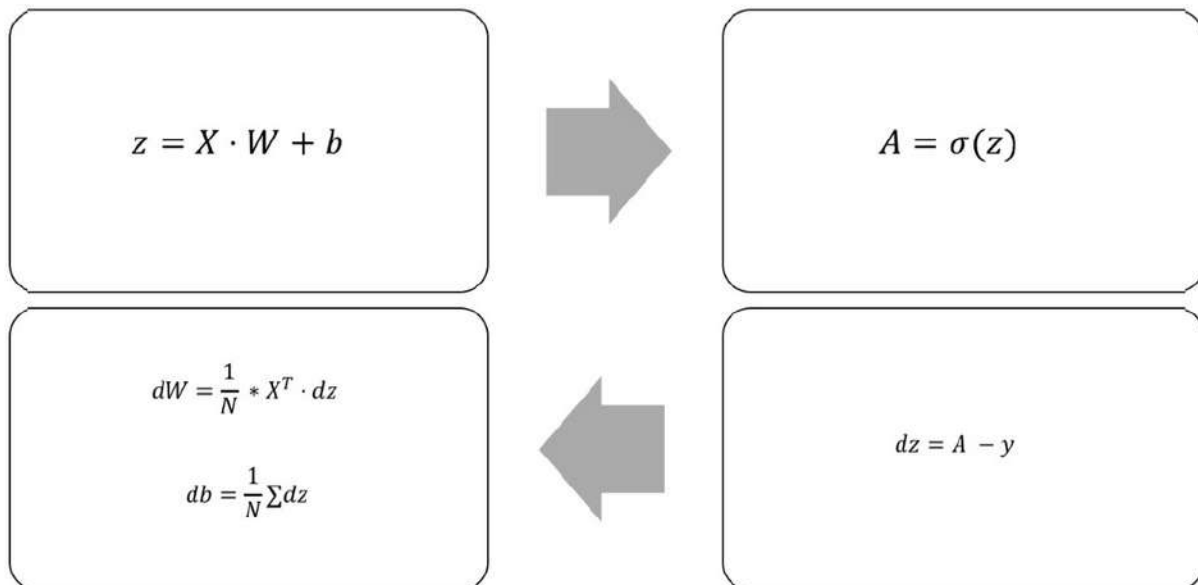 z = X · W + b
A = σ(z)
dW = 1/N * X^T · dz
db = 1/N ∑dz
dz = A − y